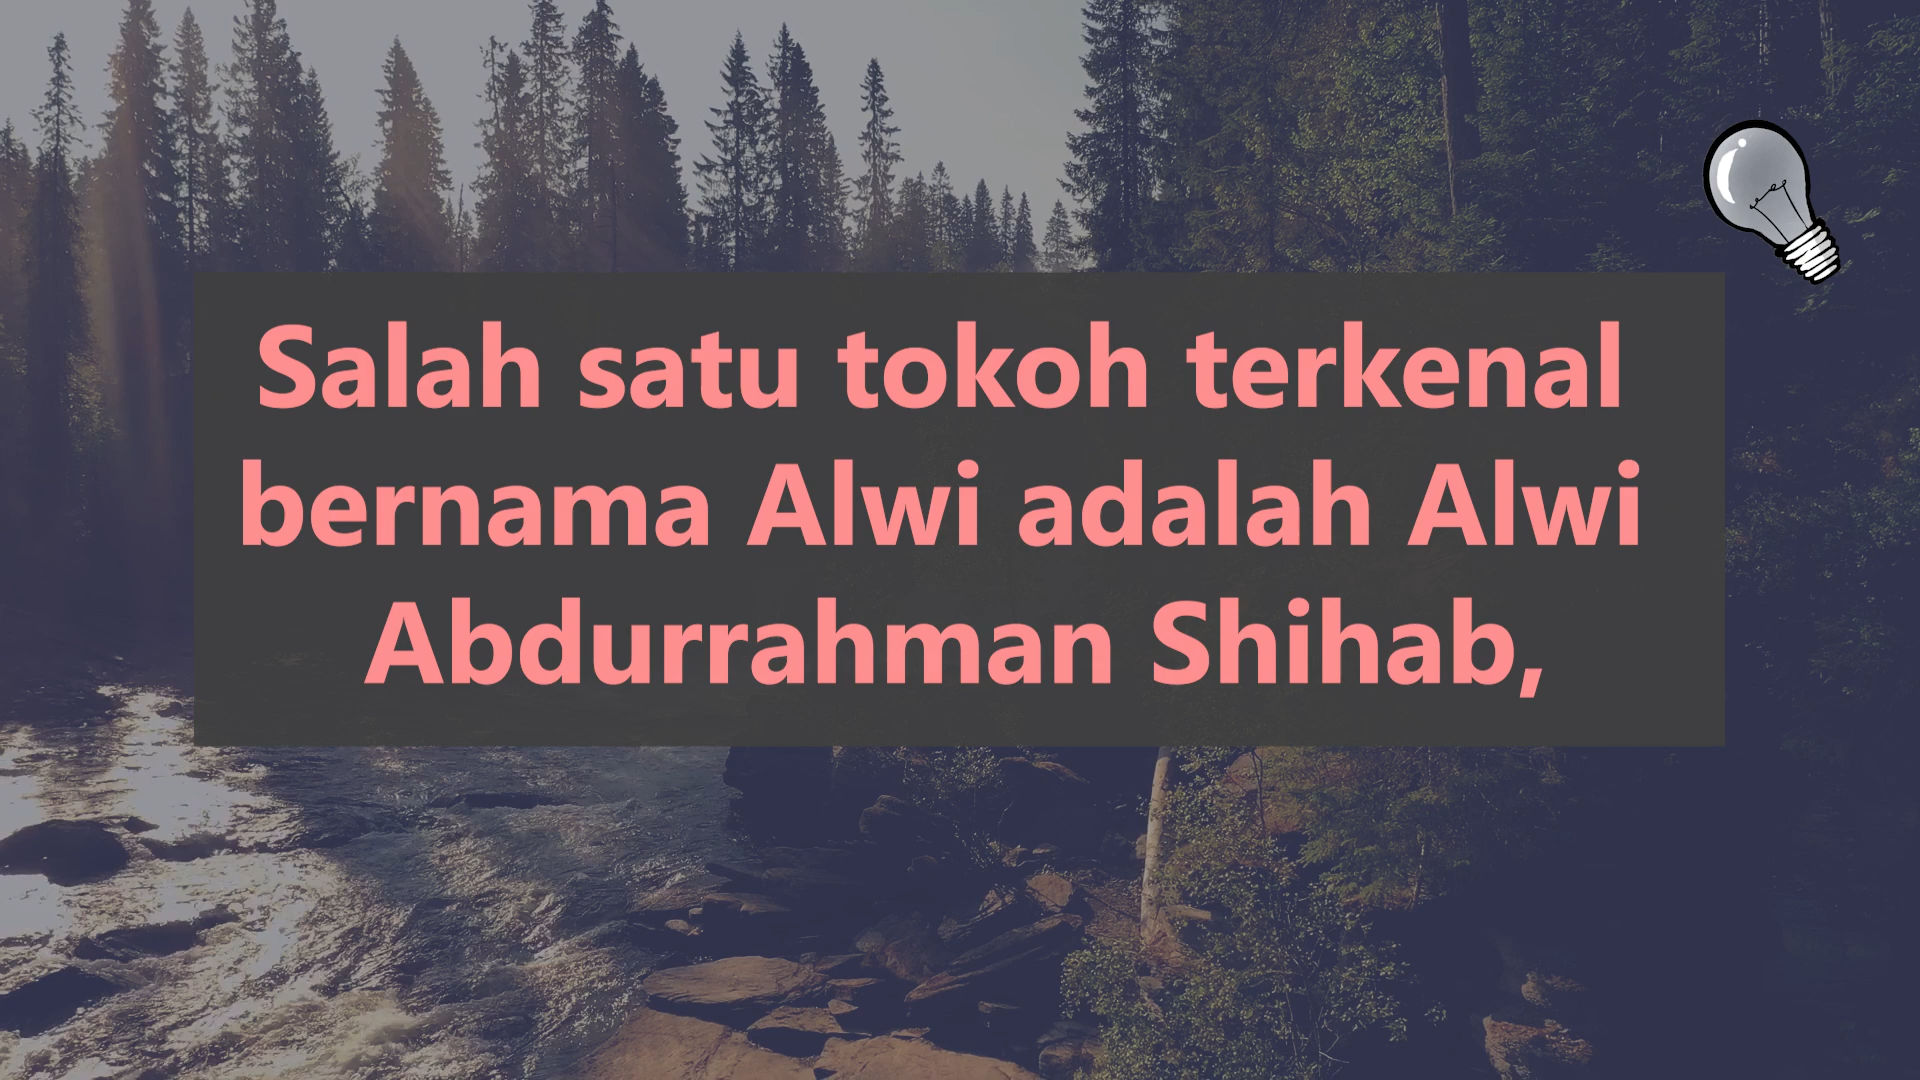 Salah satu tokoh terkenal
bernama Alwi adalah Alwi
Abdurrahman Shihab,